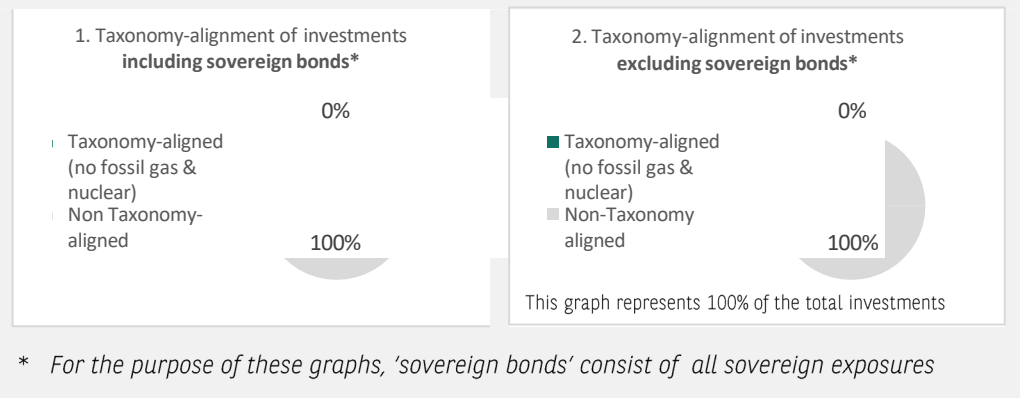 1. Taxonomy-alignment of investments
including sovereign bonds*
0%
Taxonomy-aligned
(no fossil gas &
nuclear)
Non Taxonomy-
aligned
100%
2. Taxonomy-alignment of investments
excluding sovereign bonds*
0%
Taxonomy-aligned
(no fossil gas &
nuclear)
Non-Taxonomy
aligned
100%
This graph represents 100% of the total investments
* For the purpose of these graphs, ‘sovereign bonds’ consist of all sovereign exposures